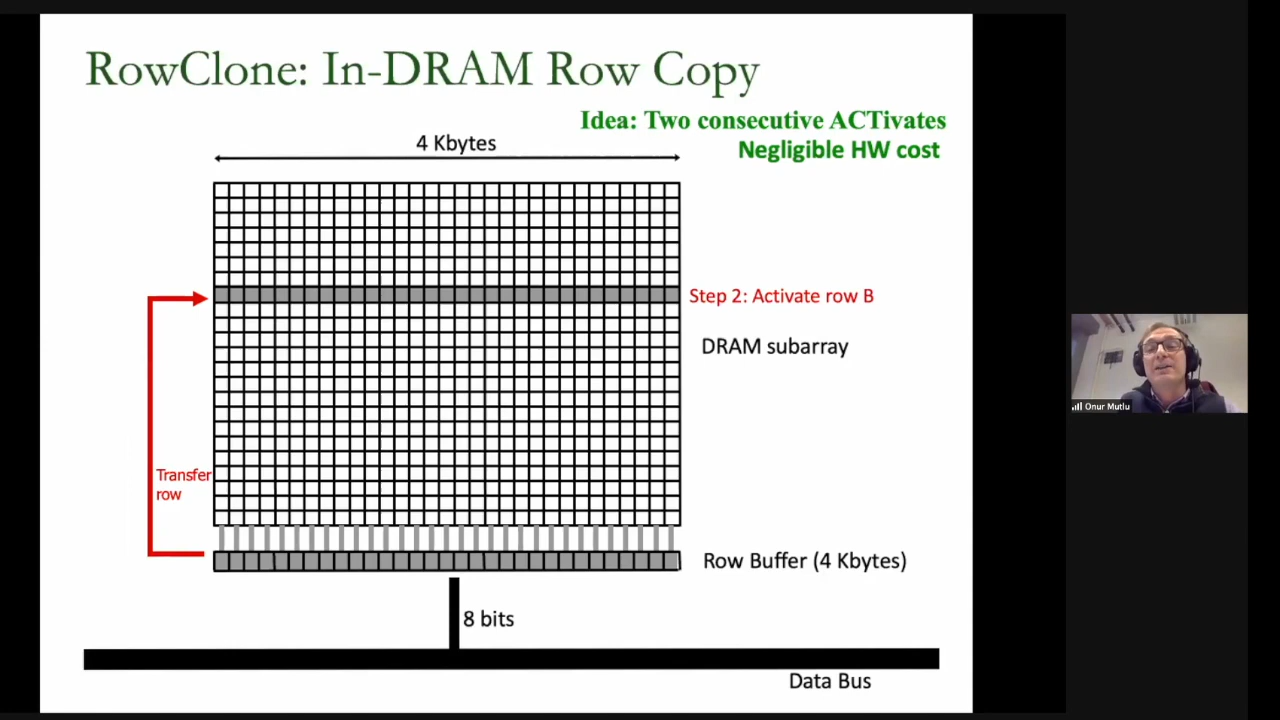 RowClone: In-DRAM Row Copy
Idea: Two consecutive ACTivates
Negligible HW cost
4 Kbytes
Step 2: Activate row B
DRAM subarray
Transfer
row
Row Buffer (4 Kbytes)
8 bits
Data Bus
Onur Mutlu